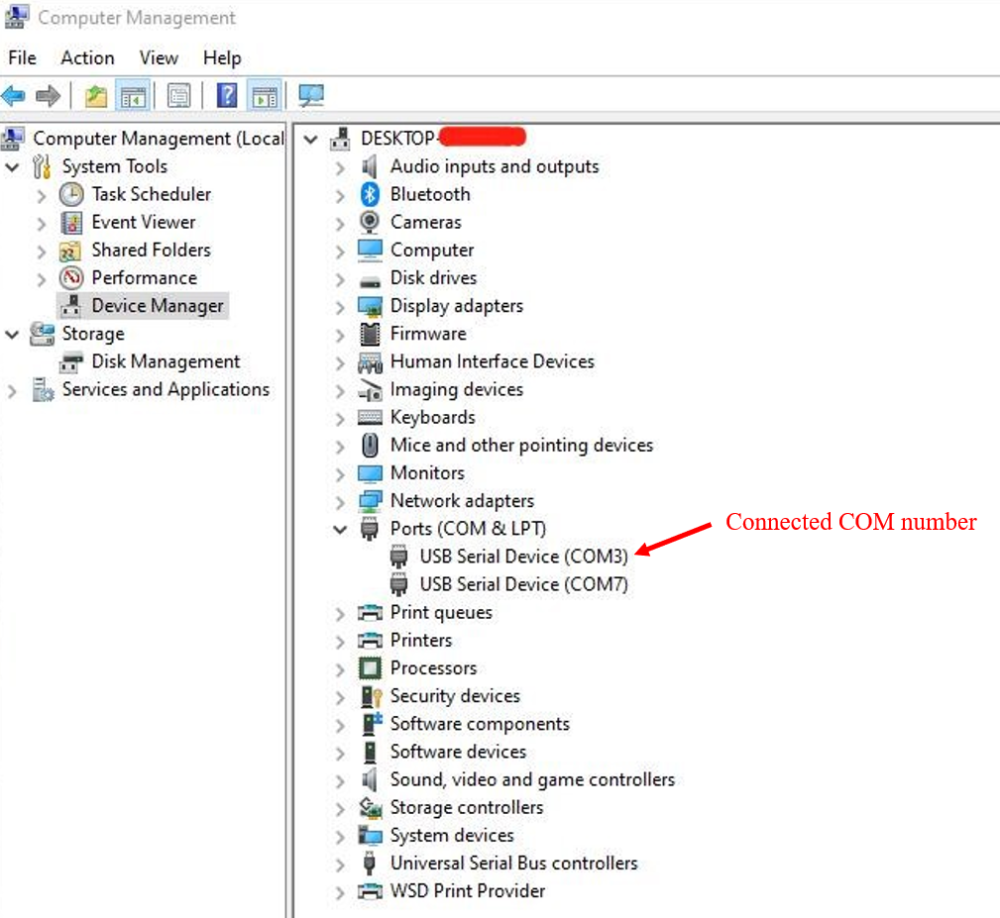 Computer Management
File Action View Help
Computer Management (Local
System Tools
Task Scheduler
Event Viewer
Shared Folders
Performance
Device Manager
Storage
Disk Management
Services and Applications
DESKTOP-
Audio inputs and outputs
Bluetooth
Cameras
Computer
Disk drives
Display adapters
Firmware
Human Interface Devices
Imaging devices
Keyboards
Mice and other pointing devices
Monitors
Network adapters
Ports (COM & LPT)
USB Serial Device (COM3)
Connected COM number
USB Serial Device (COM7)
Print queues
Printers
Processors
Security devices
Software components
Software devices
Sound, video and game controllers
Storage controllers
System devices
Universal Serial Bus controllers
WSD Print Provider